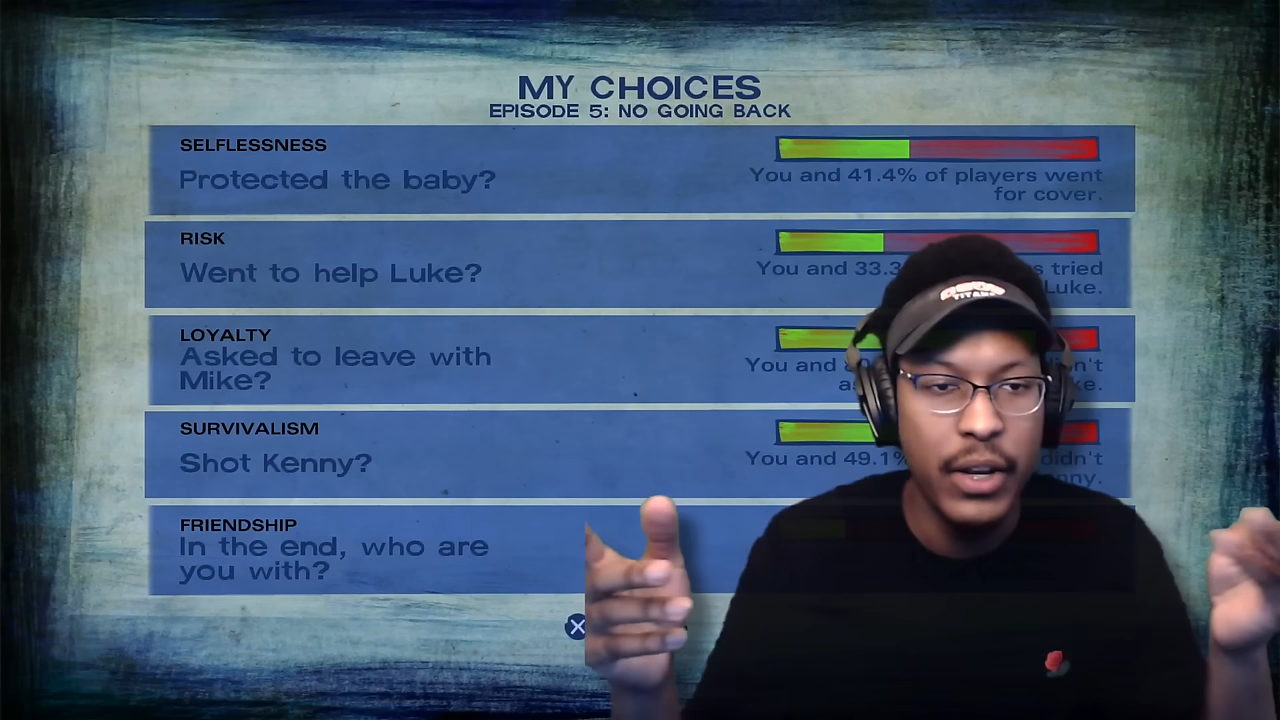 MY CHOICES
EPISODE 5: NO GOING BACK
SELFLESSNESS
Protected the baby?
You and 41.4% of players went
for cover.
RISK
Went to help Luke?
You and 33.3 tried
Luke.
LOYALTY
Asked to leave with
Mike?
You and
SURVIVALISM
Shot Kenny?
You and 49.1%
FRIENDSHIP
In the end, who are
you with?
TITANS